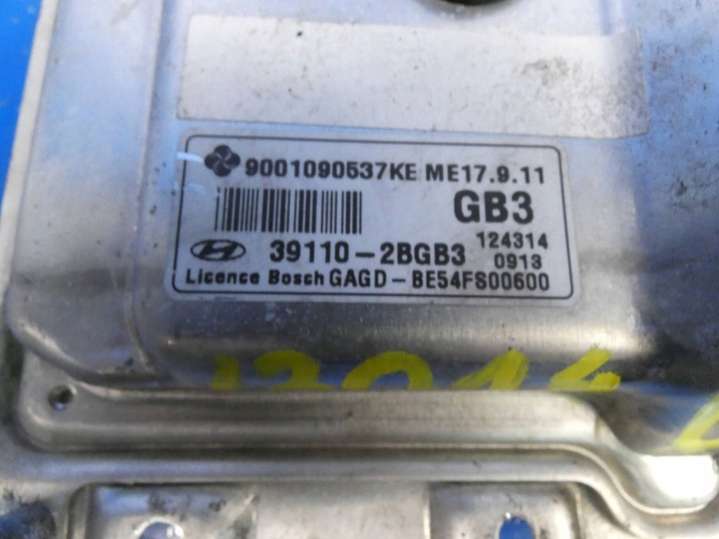 9001090537KE ME17.9.11
GB3
124314
39110-2BGB3 0913
Licence Bosch GAGD-BE54FS00600